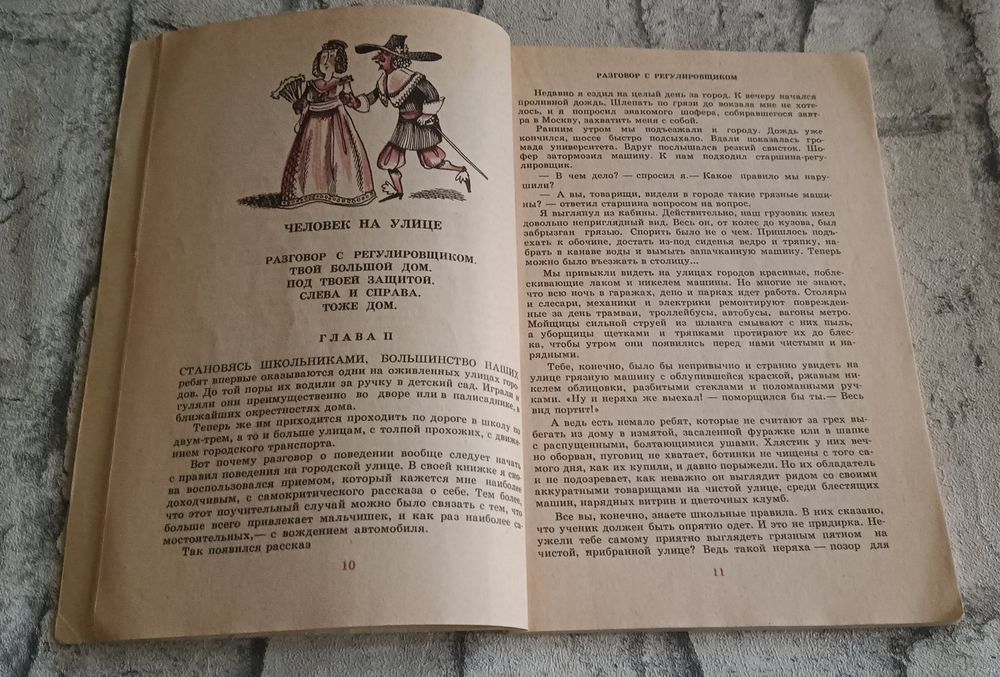 ЧЕЛОВЕК НА УЛИЦЕ
РАЗГОВОР С РЕГУЛИРОВЩИКОМ.
ТВОЙ БОЛЬШОЙ ДОМ.
ПОД ТВОЕЙ ЗАЩИТОЙ.
СЛЕВА И СПРАВА.
ТОЖЕ ДОМ.
ГЛАВА II
СТАНОВЯСЬ ШКОЛЬНИКАМИ, БОЛЬШИНСТВО НАШИХ
ребят впервые оказываются одни на оживленных улицах горо-
дов. До той поры их водили за ручку в детский сад. Играли и
гуляли они преимущественно во дворе или в палисаднике, в
ближайших окрестностях дома.
Теперь же им приходится проходить по дороге в школу по
двум-трем, а то и больше улицам, с толпой прохожих, с движе-
нием городского транспорта.
Вот почему разговор о поведении вообще следует начать
с правил поведения на городской улице. В своей книжке я сно-
ва воспользовался приемом, который кажется мне наиболее
доходчивым, с самокритического рассказа о себе. Тем более,
что этот поучительный случай можно было связать с тем, что
больше всего привлекает мальчишек, и как раз наиболее са-
мостоятельных,— с вождением автомобиля.
Так появился рассказ
10
РАЗГОВОР С РЕГУЛИРОВЩИКОМ
Недавно я ездил на целый день за город. К вечеру начался
проливной дождь. Шлепать по грязи до вокзала мне не хоте-
лось, и я попросил знакомого шофера, собиравшегося завт-
ра в Москву, захватить меня с собой.
Ранним утром мы подъезжали к городу. Дождь уже
кончился, шоссе быстро подсыхало. Вдали показалась гро-
мада университета. Вдруг послышался резкий свисток. Шо-
фер затормозил машину. К нам подходил старшина-регу-
лировщик.
— В чем дело? — спросил я.— Какое правило мы нару-
шили?
— А вы, товарищи, видели в городе такие грязные маши-
ны? — ответил старшина вопросом на вопрос.
Я выглянул из кабины. Действительно, наш грузовик имел
довольно неприглядный вид. Весь он, от колес до кузова, был
забрызган грязью. Спорить было не о чем. Пришлось подъ-
ехать к обочине, достать из-под сиденья ведро и тряпку, наб-
рать в канаве воды и вымыть запачканную машину. Теперь
можно было въезжать в столицу...
Мы привыкли видеть на улицах городов красивые, побле-
скивающие лаком и никелем машины. Но многие не знают,
что всю ночь в гаражах, депо и парках идет работа. Столяры
и слесари, механики и электрики ремонтируют поврежден-
ные за день трамваи, троллейбусы, автобусы, вагоны метро.
Мойщицы сильной струей из шланга смывают с них пыль,
а уборщицы щетками и тряпками протирают их до блес-
ка, чтобы утром они появились перед нами чистыми и на-
рядными.
Тебе, конечно, было бы непривычно и странно увидеть на
улице грязную машину с облупившейся краской, ржавым ни-
келем облицовки, разбитыми стеклами и поломанными руч-
ками. «Ну и неряха же выехал! — поморщился бы ты.— Весь
вид портит!»
А ведь есть немало ребят, которые не считают за грех вы-
бегать из дому в измятой, засаленной фуражке или в шапке
с распущенными, болтающимися ушами. Хлястик у них веч-
но оборван, пуговиц не хватает, ботинки не чищены с того са-
мого дня, как их купили, и давно порыжели. Но их обладатель
и не подозревает, как неважно он выглядит рядом со своими
аккуратными товарищами на чистой улице, среди блестящих
машин, нарядных витрин и цветочных клумб.
Все вы, конечно, знаете школьные правила. В них сказано,
что ученик должен быть опрятно одет. И это не придирка. Не-
ужели тебе самому приятно выглядеть грязным пятном на
чистой, прибранной улице? Ведь такой неряха — позор для
11